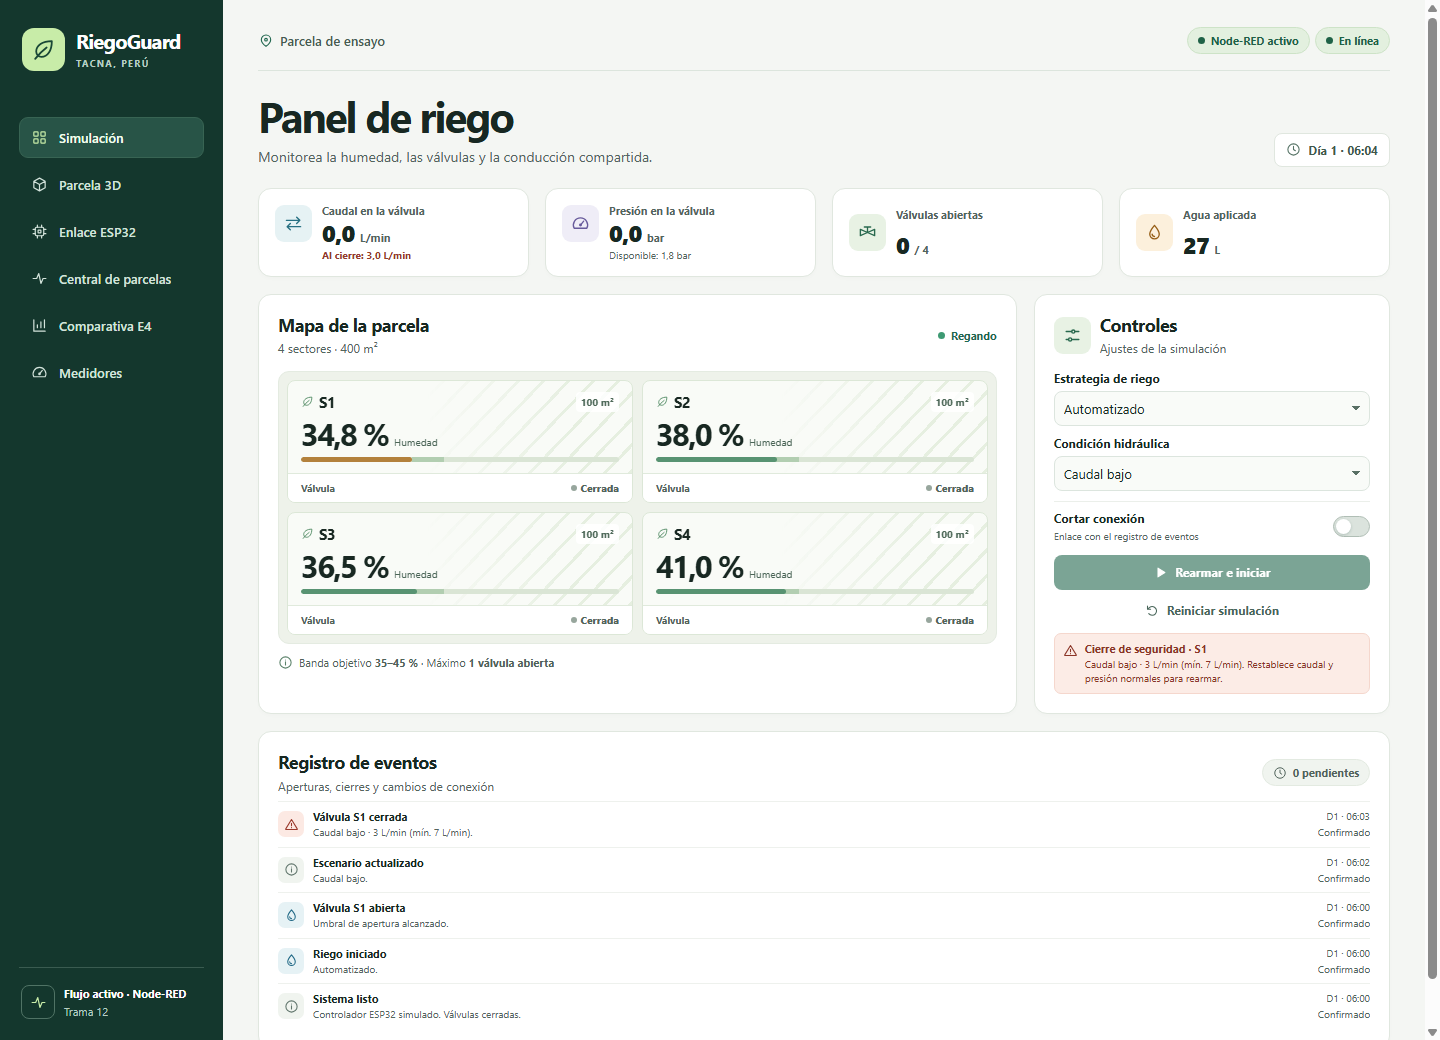 RiegoGuard
TACNA, PERÚ
Simulación
Parcela 3D
Enlace ESP32
Central de parcelas
Comparativa E4
Medidores
Flujo activo · Node-RED
Trama 12
Parcela de ensayo
Node-RED activo
En línea
Panel de riego
Monitorea la humedad, las válvulas y la conducción compartida.
Día 1 · 06:04
Caudal en la válvula
0,0 L/min
Al cierre: 3,0 L/min
Presión en la válvula
0,0 bar
Disponible: 1,8 bar
Válvulas abiertas
0 / 4
Agua aplicada
27 L
Mapa de la parcela
4 sectores · 400 m²
Regando
S1
100 m²
34,8 % Humedad
Válvula
Cerrada
S2
100 m²
38,0 % Humedad
Válvula
Cerrada
S3
100 m²
36,5 % Humedad
Válvula
Cerrada
S4
100 m²
41,0 % Humedad
Válvula
Cerrada
Banda objetivo 35–45 % · Máximo 1 válvula abierta
Controles
Ajustes de la simulación
Estrategia de riego
Automatizado
Condición hidráulica
Caudal bajo
Cortar conexión
Enlace con el registro de eventos
Rearmar e iniciar
Reiniciar simulación
Cierre de seguridad · S1
Caudal bajo · 3 L/min (mín. 7 L/min). Restablece caudal y
presión normales para rearmar.
Registro de eventos
Aperturas, cierres y cambios de conexión
0 pendientes
Válvula S1 cerrada
Caudal bajo · 3 L/min (mín. 7 L/min).
D1 · 06:03
Confirmado
Escenario actualizado
Caudal bajo.
D1 · 06:02
Confirmado
Válvula S1 abierta
Umbral de apertura alcanzado.
D1 · 06:00
Confirmado
Riego iniciado
Automatizado.
D1 · 06:00
Confirmado
Sistema listo
Controlador ESP32 simulado. Válvulas cerradas.
D1 · 06:00
Confirmado